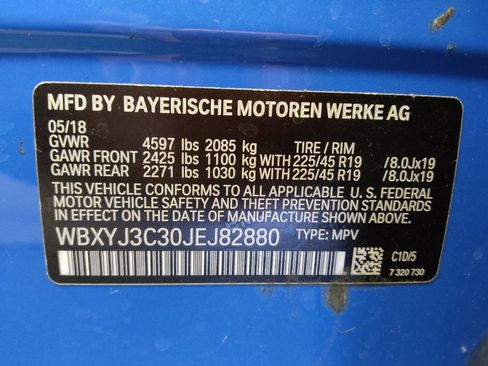 MFD BY BAYERISCHE MOTOREN WERKE AG
05/18
GVWR 4597 lbs 2085 kg TIRE / RIM
GAWR FRONT 2425 lbs 1100 kg WITH 225/45 R19 /8.0Jx19
GAWR REAR 2271 lbs 1030 kg WITH 225/45 R19 /8.0Jx19
THIS VEHICLE CONFORMS TO ALL APPLICABLE U. S. FEDERAL
MOTOR VEHICLE SAFETY AND THEFT PREVENTION STANDARDS
IN EFFECT ON THE DATE OF MANUFACTURE SHOWN ABOVE.
WBXYJ3C30JEJ82880 TYPE: MPV
C1D/5
7 320 730